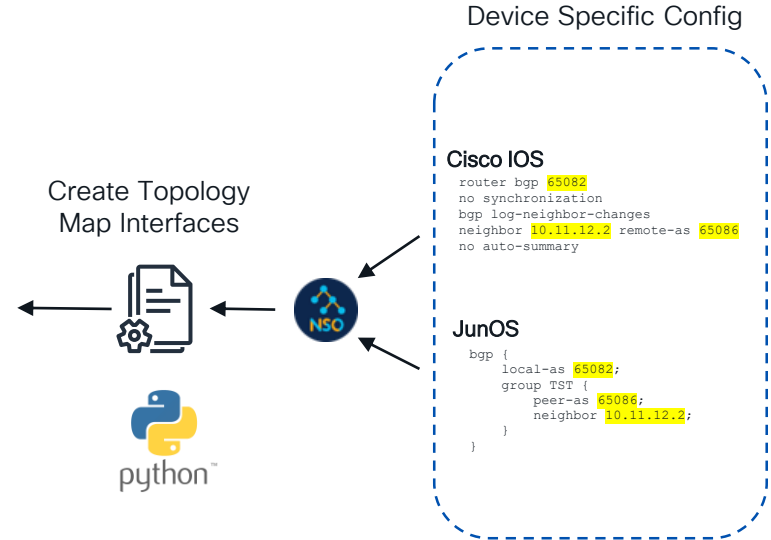 Device Specific Config
Cisco IOS
router bgp 65082
no synchronization
bgp log-neighbor-changes
neighbor 10.11.12.2 remote-as 65086
no auto-summary
Create Topology
Map Interfaces
NSO
JunOS
bgp {
local-as 65082;
group TST {
peer-as 65086;
neighbor 10.11.12.2;
}
}
python™